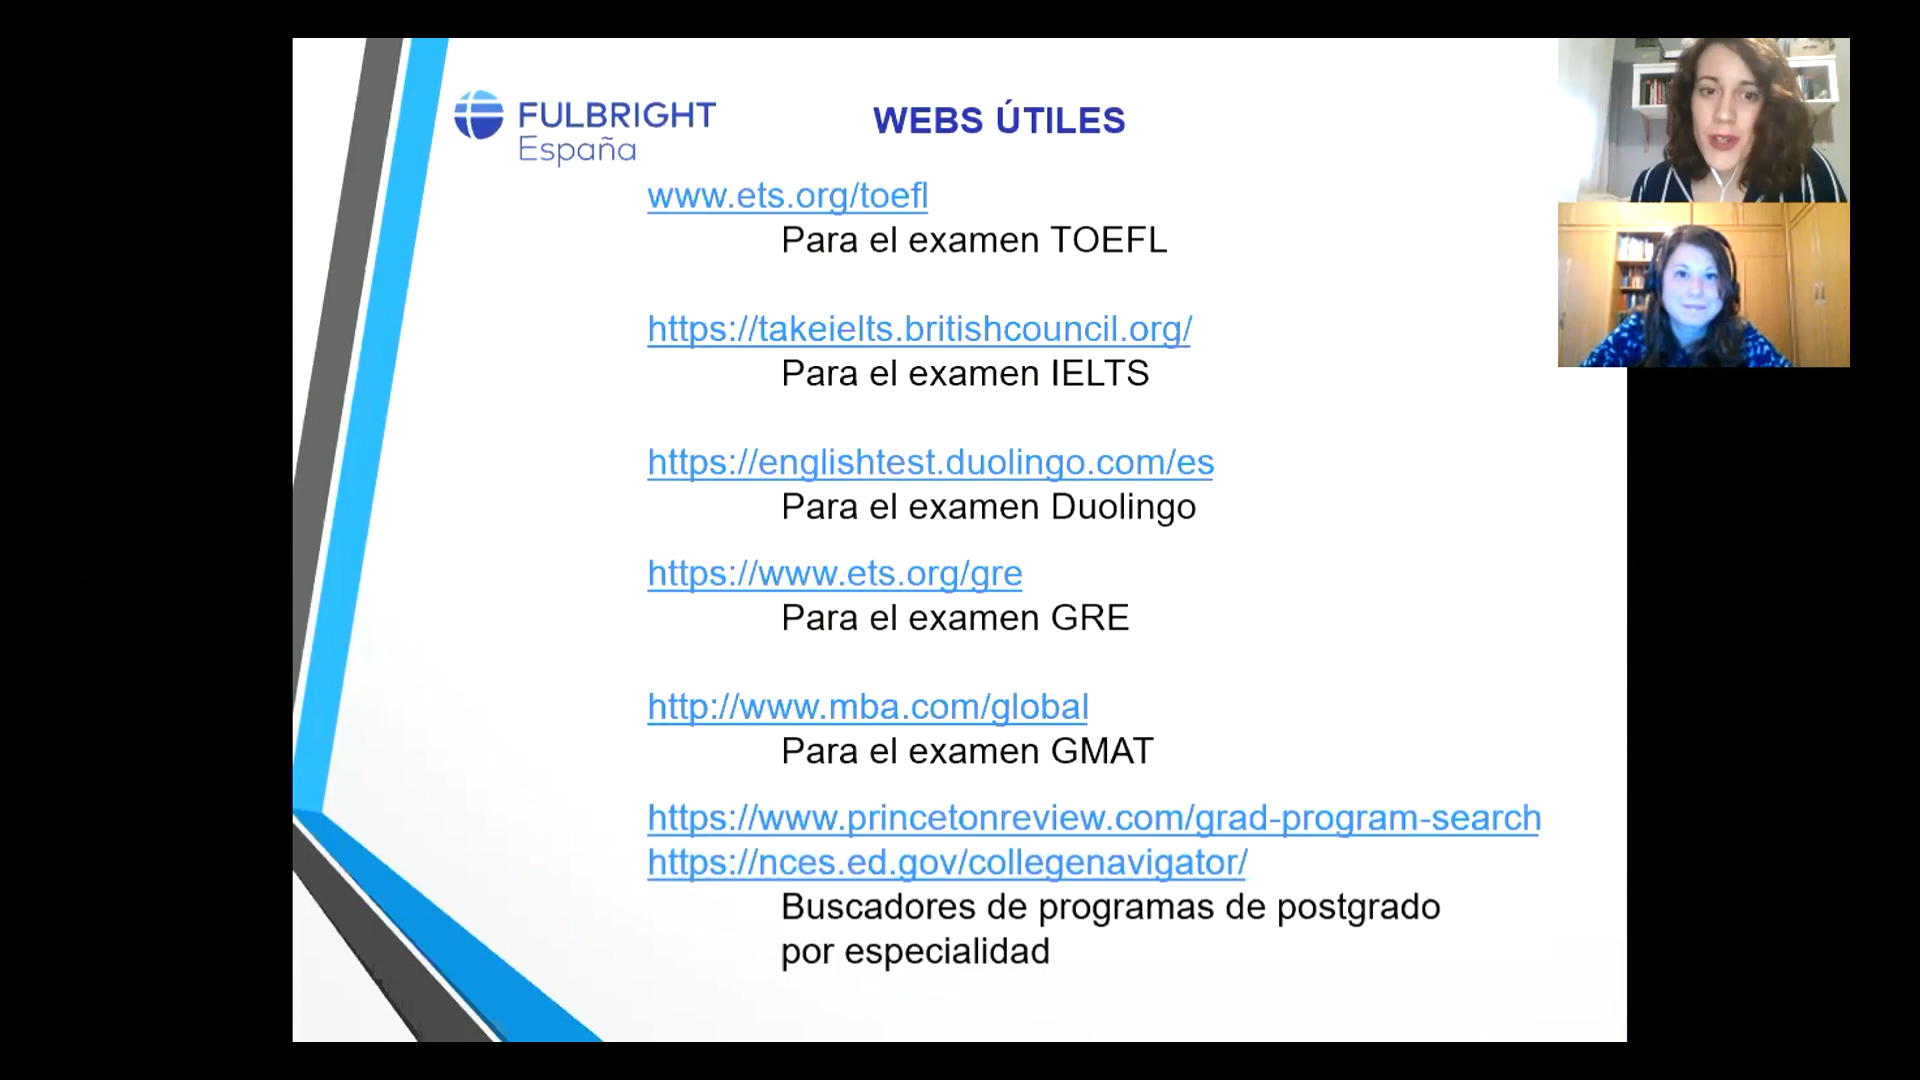 FULBRIGHT
España
WEBS ÚTILES
www.ets.org/toefl
Para el examen TOEFL
https://takeielts.britishcouncil.org/
Para el examen IELTS
https://englishtest.duolingo.com/es
Para el examen Duolingo
https://www.ets.org/gre
Para el examen GRE
http://www.mba.com/global
Para el examen GMAT
https://www.princetonreview.com/grad-program-search
https://nces.ed.gov/collegenavigator/
Buscadores de programas de postgrado
por especialidad